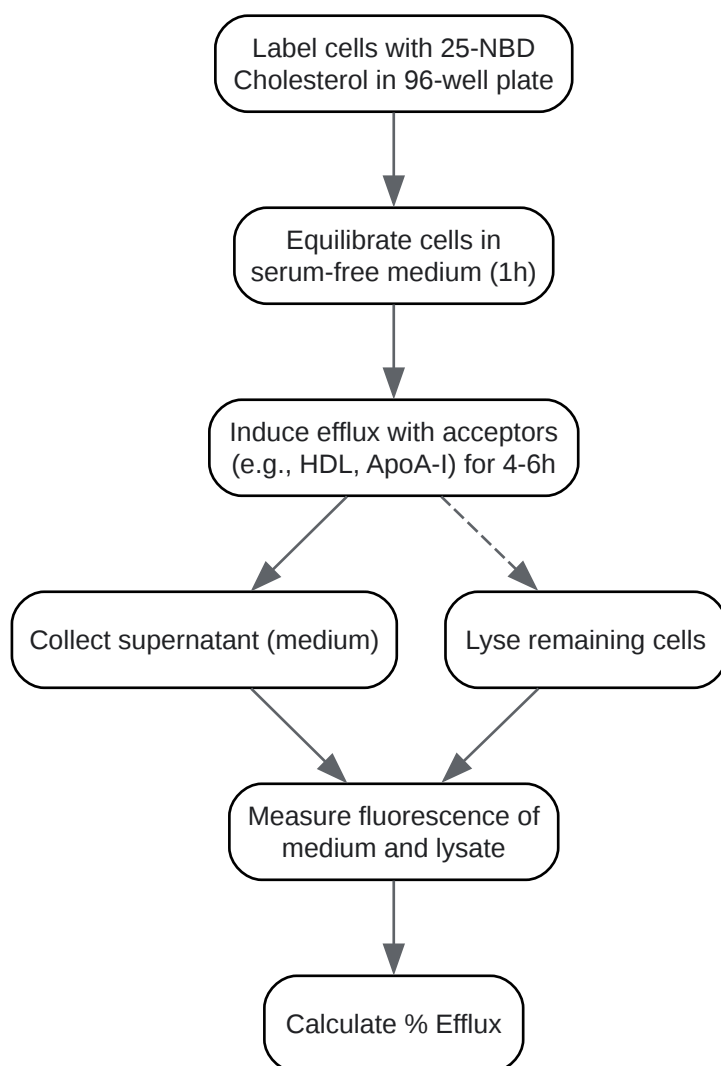 Label cells with 25-NBD
Cholesterol in 96-well plate
Equilibrate cells in
serum-free medium (1h)
Induce efflux with acceptors
(e.g., HDL, ApoA-I) for 4-6h
Collect supernatant (medium)
Lyse remaining cells
Measure fluorescence of
medium and lysate
Calculate % Efflux